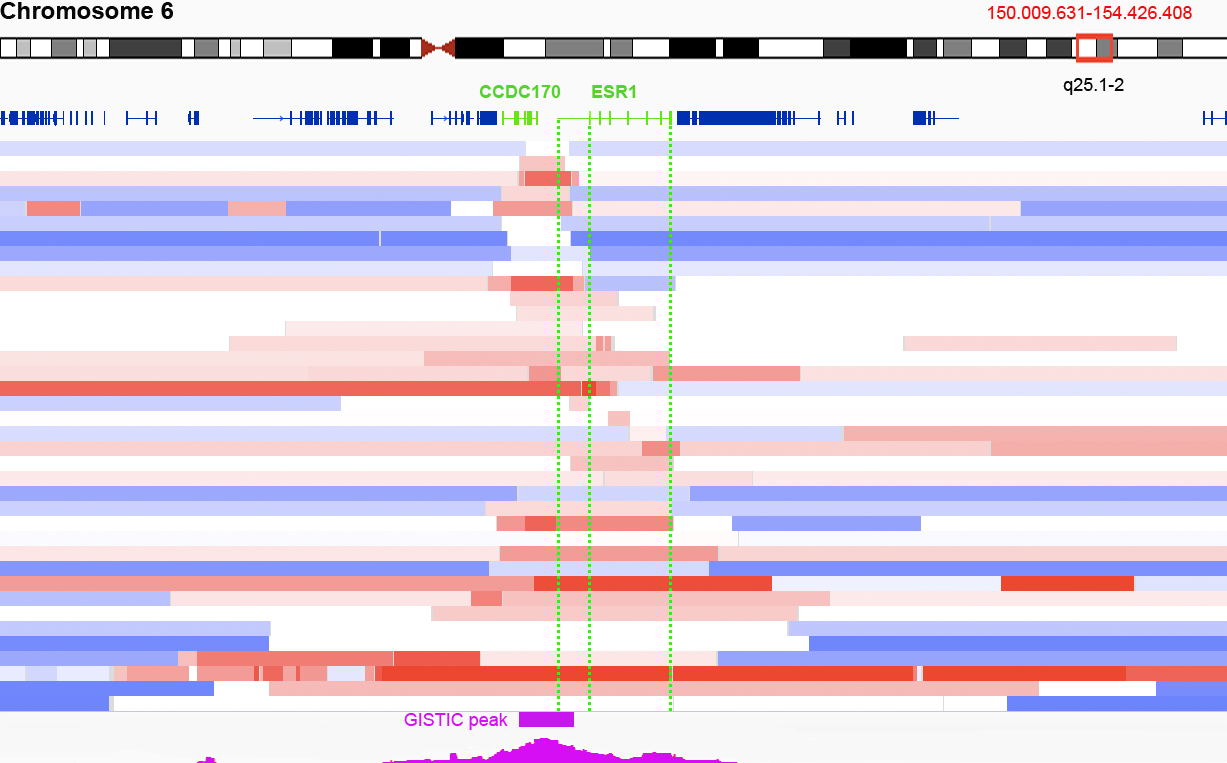 Chromosome 6
150.009.631-154.426.408
q25.1-2
CCDC170 ESR1
GISTIC peak